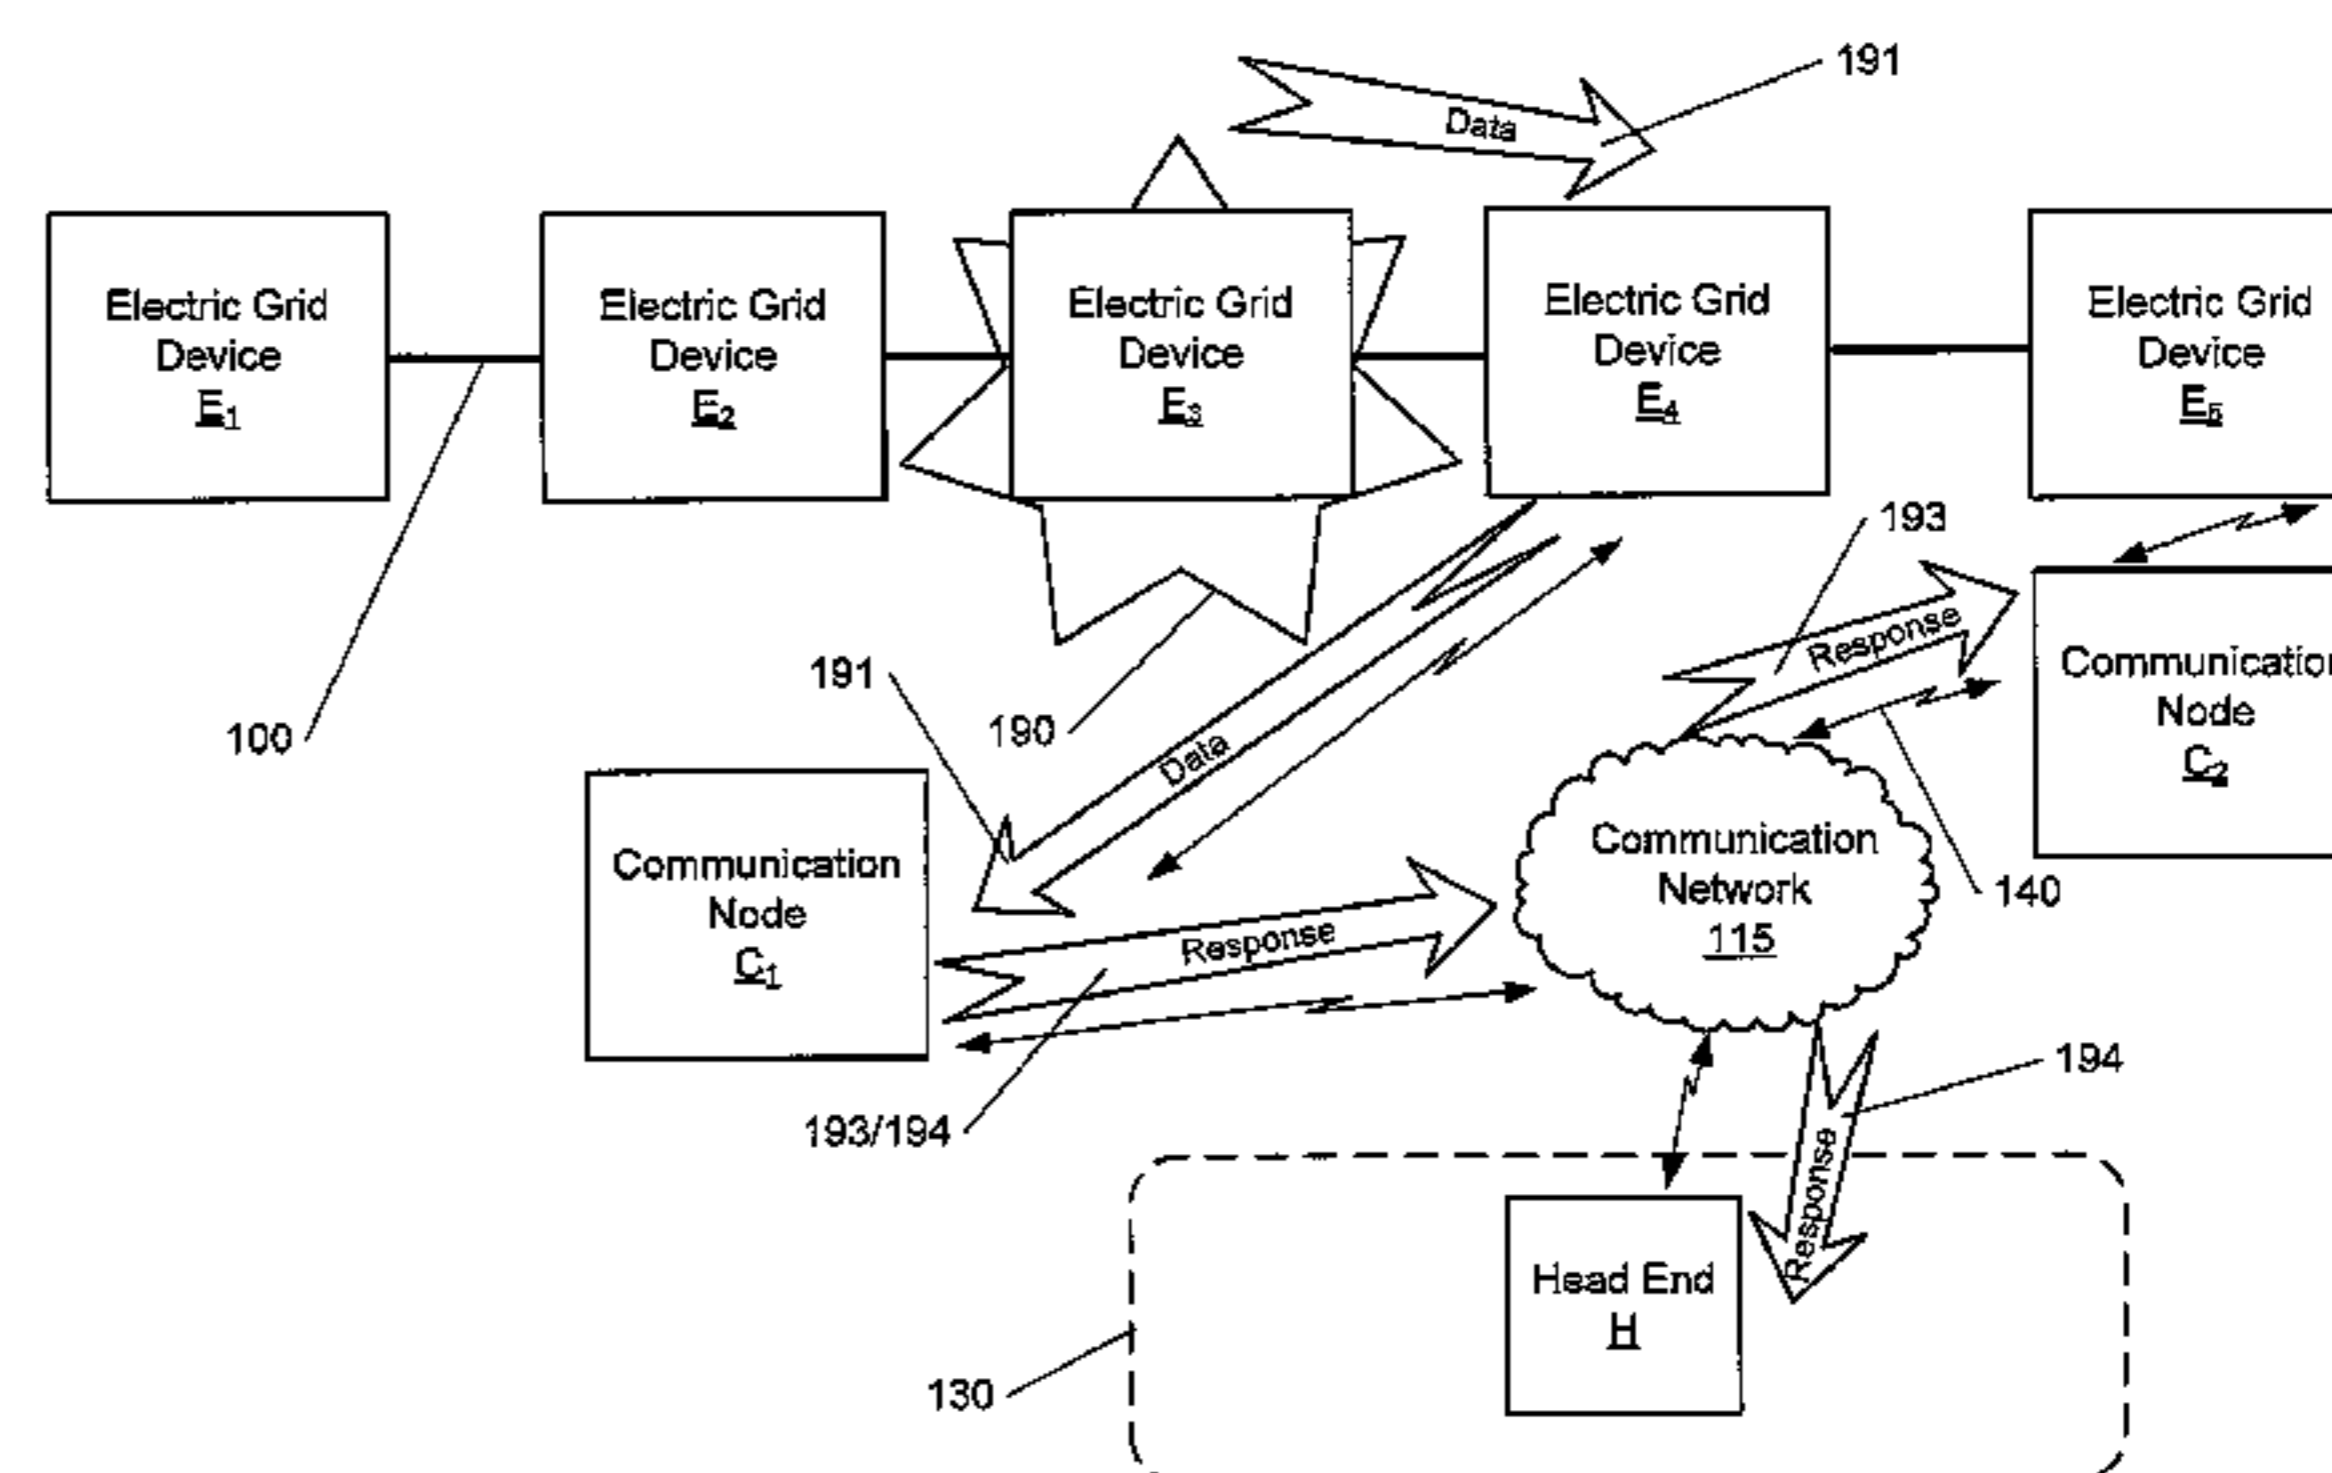 191
Data
Electric Grid
Device
E1
Electric Grid
Device
E2
Electric Grid
Device
E3
Electric Grid
Device
E4
Electric Grid
Device
E5
193
Response
191
190
100
Data
Communication
Node
C2
Communication
Node
C1
Communication
Network
115
140
Response
193/194
194
Response
Head End
H
130